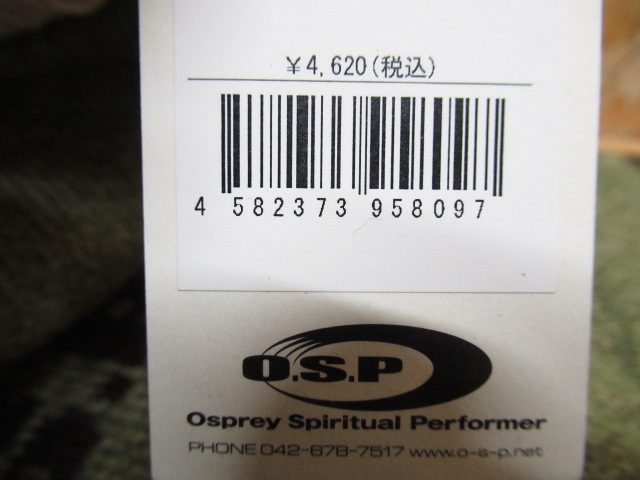 ¥4,620(税込)
4 582373 958097
O.S.P
Osprey Spiritual Performer
PHONE 042-678-7517 www.o-s-p.net